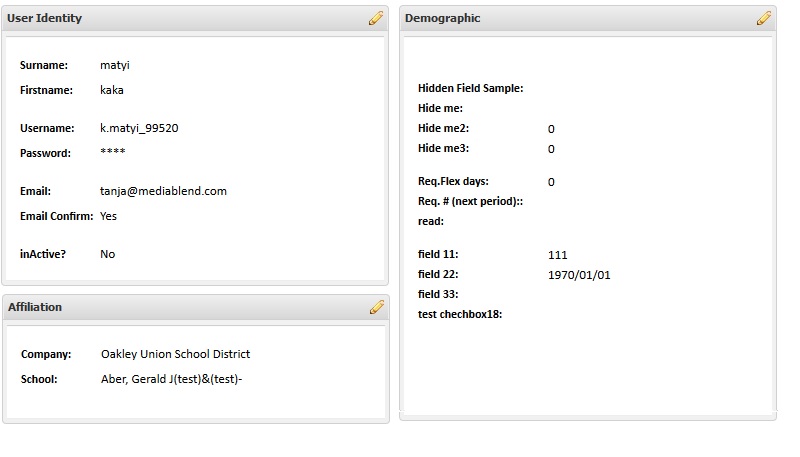 User Identity
Surname: matyi
Firstname: kaka
Username: k.matyi_99520
Password: ****
Email: tanja@mediablend.com
Email Confirm: Yes
inActive? No
Affiliation
Company: Oakley Union School District
School: Aber, Gerald J(test)&(test)-
Demographic
Hidden Field Sample:
Hide me:
Hide me2: 0
Hide me3: 0
Req.Flex days: 0
Req. # (next period)::
read:
field 11: 111
field 22: 1970/01/01
field 33:
test chechbox18: